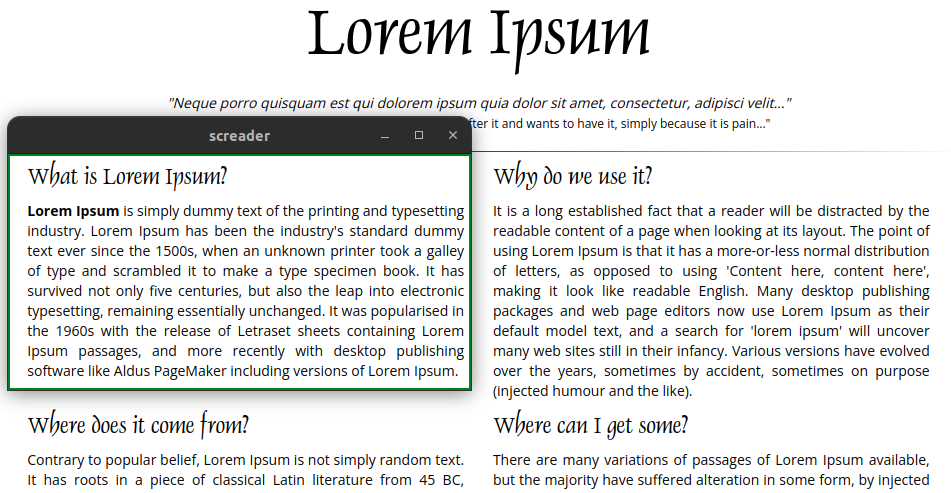 Lorem Ipsum
"Neque porro quisquam est qui dolorem ipsum quia dolor sit amet, consectetur, adipisci velit..."
it and wants to have it, simply because it is pain..."
screader
What is Lorem Ipsum?
Lorem Ipsum is simply dummy text of the printing and typesetting
industry. Lorem Ipsum has been the industry's standard dummy
text ever since the 1500s, when an unknown printer took a galley
of type and scrambled it to make a type specimen book. It has
survived not only five centuries, but also the leap into electronic
typesetting, remaining essentially unchanged. It was popularised in
the 1960s with the release of Letraset sheets containing Lorem
Ipsum passages, and more recently with desktop publishing
software like Aldus PageMaker including versions of Lorem Ipsum.
Why do we use it?
It is a long established fact that a reader will be distracted by the
readable content of a page when looking at its layout. The point of
using Lorem Ipsum is that it has a more-or-less normal distribution
of letters, as opposed to using 'Content here, content here',
making it look like readable English. Many desktop publishing
packages and web page editors now use Lorem Ipsum as their
default model text, and a search for 'lorem ipsum' will uncover
many web sites still in their infancy. Various versions have evolved
over the years, sometimes by accident, sometimes on purpose
(injected humour and the like).
Where does it come from?
Contrary to popular belief, Lorem Ipsum is not simply random text.
It has roots in a piece of classical Latin literature from 45 BC,
Where can I get some?
There are many variations of passages of Lorem Ipsum available,
but the majority have suffered alteration in some form, by injected